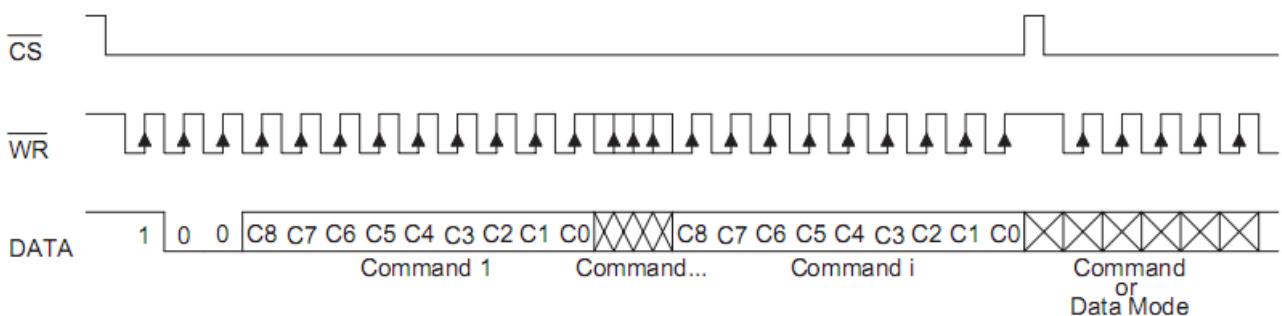 CS
WR
DATA 1 0 0 C8 C7 C6 C5 C4 C3 C2 C1 C0 C8 C7 C6 C5 C4 C3 C2 C1 C0
Command 1 Command... Command i Command
or
Data Mode